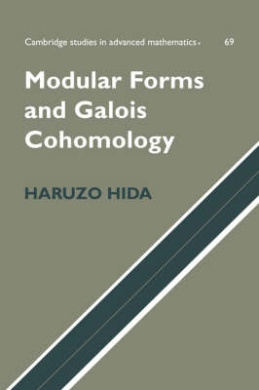 Cambridge studies in advanced mathematics • 69
Modular Forms
and Galois
Cohomology
HARUZO HIDA